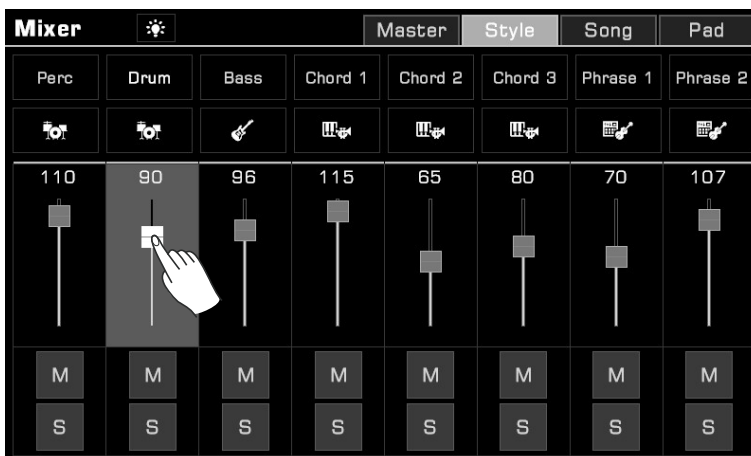 Mixer Master Style Song Pad
Perc Drum Bass Chord 1 Chord 2 Chord 3 Phrase 1 Phrase 2
110 90 96 115 65 80 70 107
M M M M M M M M
S S S S S S S S